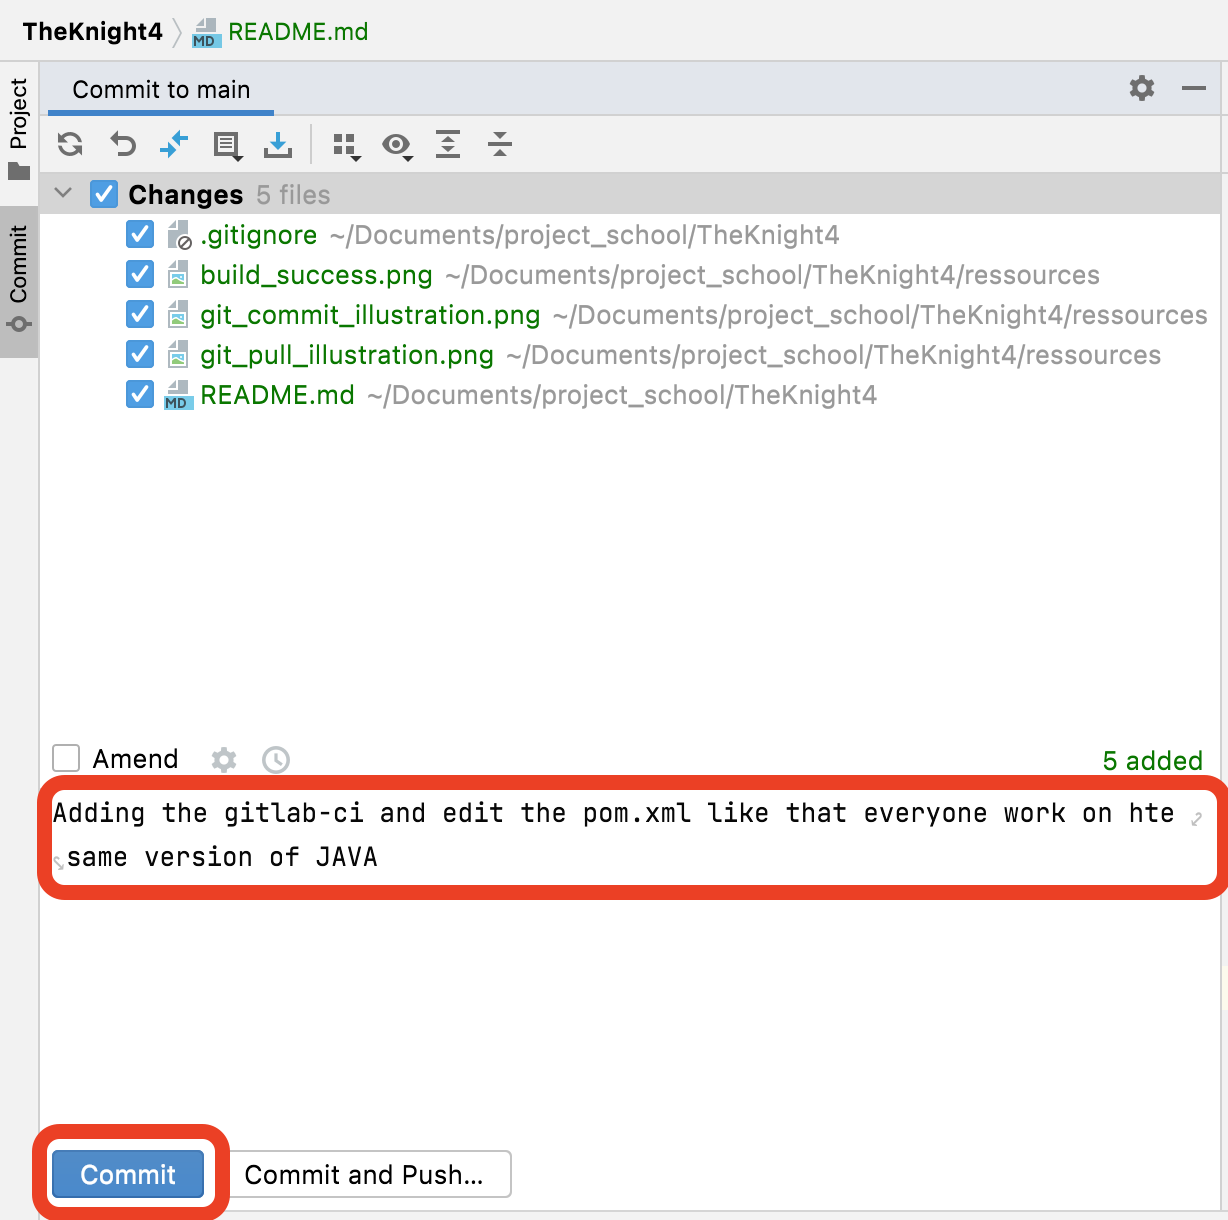 TheKnight4 README.md
Project
Commit
Commit to main
Changes 5 files
.gitignore ~/Documents/project_school/TheKnight4
build_success.png ~/Documents/project_school/TheKnight4/ressources
git_commit_illustration.png ~/Documents/project_school/TheKnight4/ressources
git_pull_illustration.png ~/Documents/project_school/TheKnight4/ressources
MD README.md ~/Documents/project_school/TheKnight4
Amend 5 added
Adding the gitlab-ci and edit the pom.xml like that everyone work on hte
same version of JAVA
Commit Commit and Push...